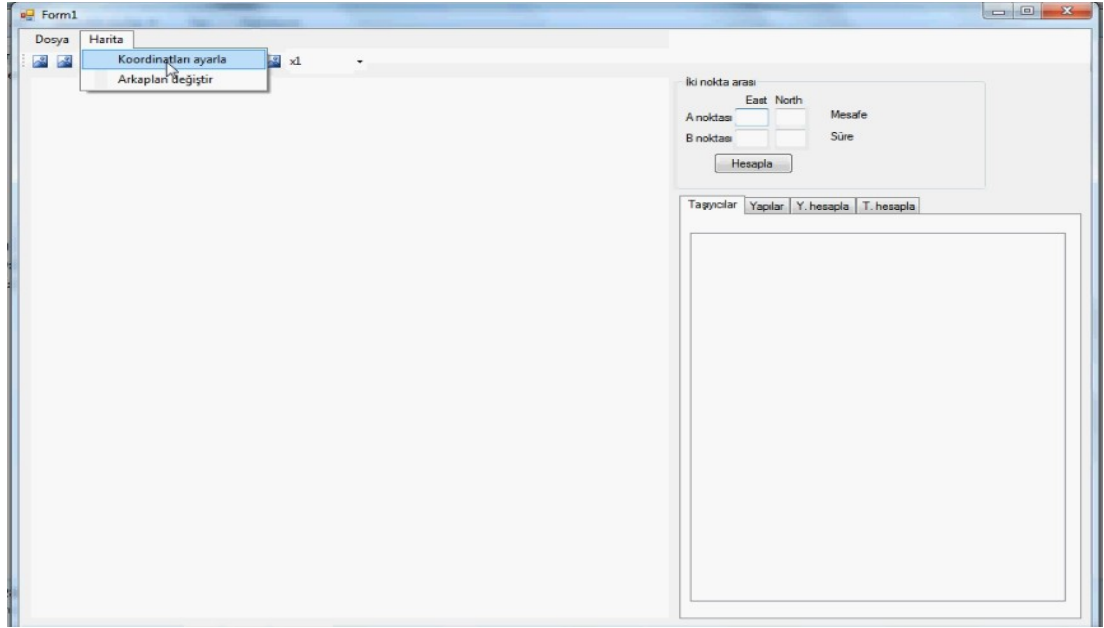 Form1
Dosya Harita
Koordinatları ayarla
Arkaplan değiştir
x1
İki nokta arası
East North
A noktası Mesafe
B noktası Süre
Hesapla
Taşıyıcılar Yapılar Y. hesapla T. hesapla